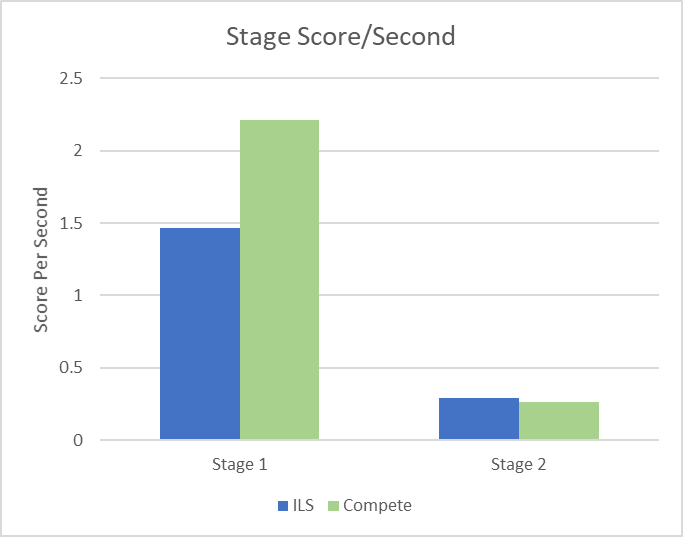 Stage Score/Second
2.5
2
1.5
1
0.5
0
Score Per Second
Stage 1 Stage 2
ILS Compete